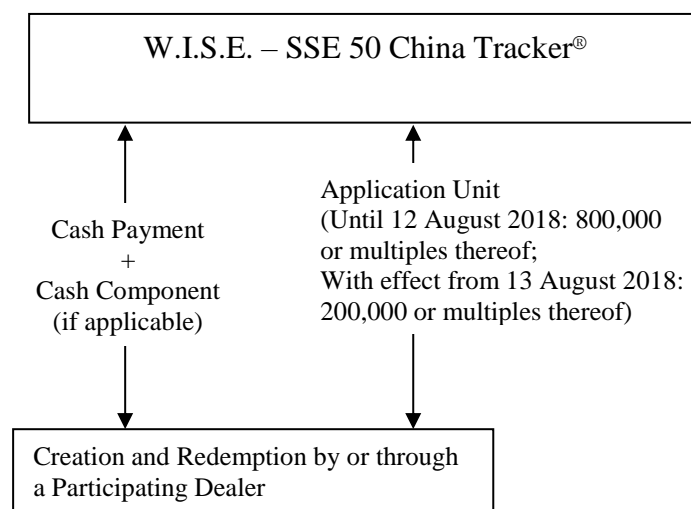 W.I.S.E. – SSE 50 China Tracker®
Cash Payment
+
Cash Component
(if applicable)
Application Unit
(Until 12 August 2018: 800,000
or multiples thereof;
With effect from 13 August 2018:
200,000 or multiples thereof)
Creation and Redemption by or through
a Participating Dealer